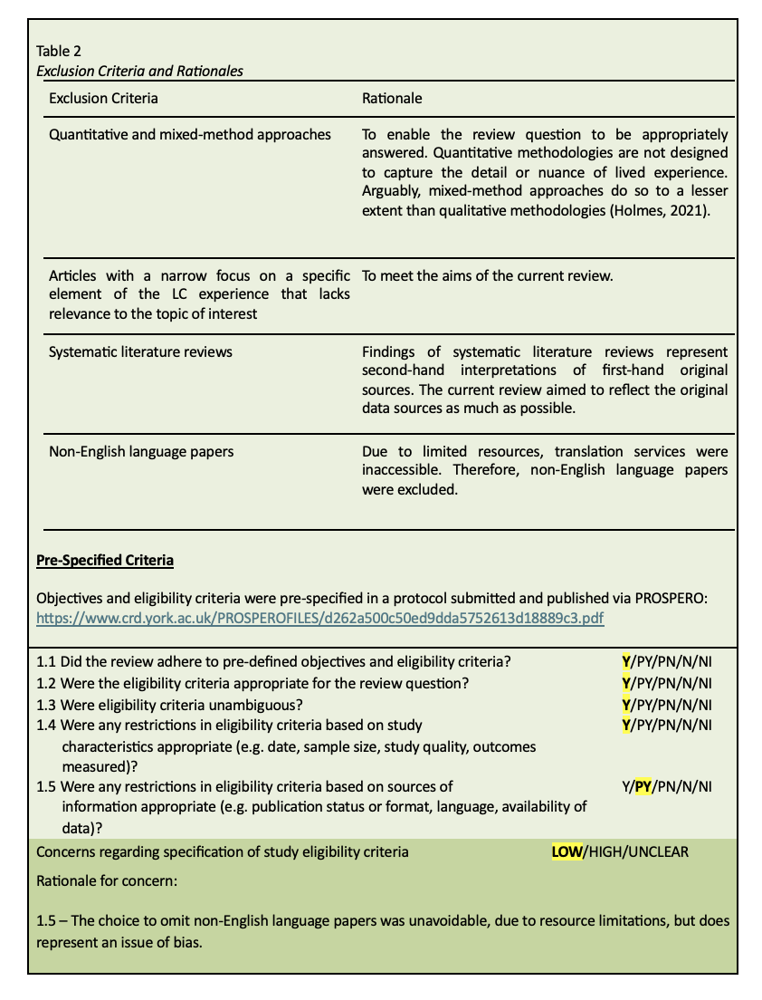 Table 2
Exclusion Criteria and Rationales
Exclusion Criteria
Rationale
Quantitative and mixed-method approaches
To enable the review question to be appropriately
answered. Quantitative methodologies are not designed
to capture the detail or nuance of lived experience.
Arguably, mixed-method approaches do so to a lesser
extent than qualitative methodologies (Holmes, 2021).
Articles with a narrow focus on a specific
element of the LC experience that lacks
relevance to the topic of interest
To meet the aims of the current review.
Systematic literature reviews
Findings of systematic literature reviews represent
second-hand interpretations of first-hand original
sources. The current review aimed to reflect the original
data sources as much as possible.
Non-English language papers
Due to limited resources, translation services were
inaccessible. Therefore, non-English language papers
were excluded.
Pre-Specified Criteria
Objectives and eligibility criteria were pre-specified in a protocol submitted and published via PROSPERO:
https://www.crd.york.ac.uk/PROSPEROFILES/d262a500c50ed9dda5752613d18889c3.pdf
1.1 Did the review adhere to pre-defined objectives and eligibility criteria? Y/PY/PN/N/NI
1.2 Were the eligibility criteria appropriate for the review question? Y/PY/PN/N/NI
1.3 Were eligibility criteria unambiguous? Y/PY/PN/N/NI
1.4 Were any restrictions in eligibility criteria based on study Y/PY/PN/N/NI
characteristics appropriate (e.g. date, sample size, study quality, outcomes
measured)?
1.5 Were any restrictions in eligibility criteria based on sources of Y/PY/PN/N/NI
information appropriate (e.g. publication status or format, language, availability of
data)?
Concerns regarding specification of study eligibility criteria LOW/HIGH/UNCLEAR
Rationale for concern:
1.5 – The choice to omit non-English language papers was unavoidable, due to resource limitations, but does
represent an issue of bias.